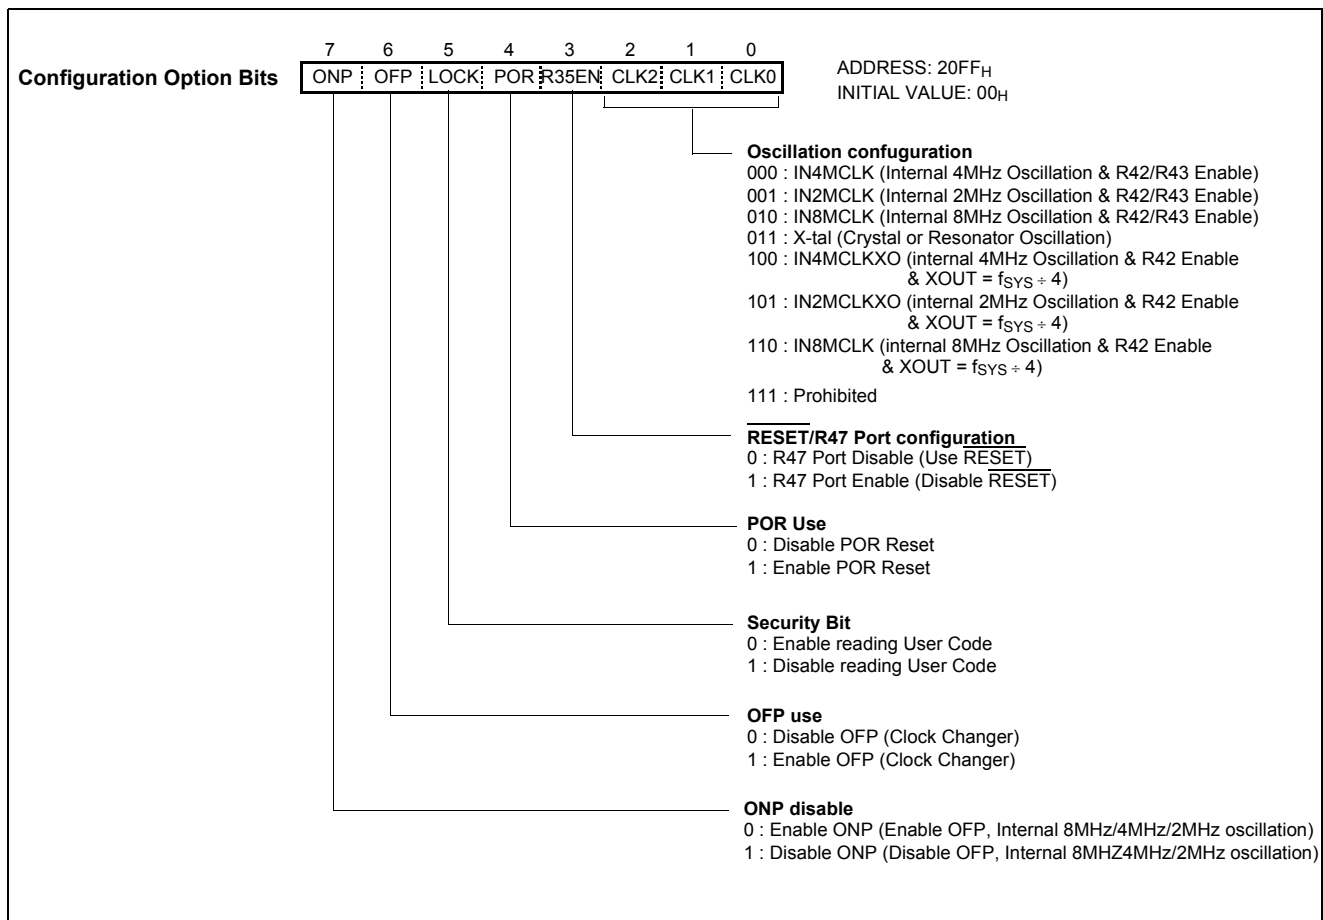 7 6 5 4 3 2 1 0
Configuration Option Bits ONP OFP LOCK POR R35EN CLK2 CLK1 CLK0
ADDRESS: 20FFH
INITIAL VALUE: 00H
Oscillation confuguration
000 : IN4MCLK (Internal 4MHz Oscillation & R42/R43 Enable)
001 : IN2MCLK (Internal 2MHz Oscillation & R42/R43 Enable)
010 : IN8MCLK (Internal 8MHz Oscillation & R42/R43 Enable)
011 : X-tal (Crystal or Resonator Oscillation)
100 : IN4MCLKXO (internal 4MHz Oscillation & R42 Enable
& XOUT = fSYS ÷ 4)
101 : IN2MCLKXO (internal 2MHz Oscillation & R42 Enable
& XOUT = fSYS ÷ 4)
110 : IN8MCLK (internal 8MHz Oscillation & R42 Enable
& XOUT = fSYS ÷ 4)
111 : Prohibited
RESET/R47 Port configuration
0 : R47 Port Disable (Use RESET)
1 : R47 Port Enable (Disable RESET)
POR Use
0 : Disable POR Reset
1 : Enable POR Reset
Security Bit
0 : Enable reading User Code
1 : Disable reading User Code
OFP use
0 : Disable OFP (Clock Changer)
1 : Enable OFP (Clock Changer)
ONP disable
0 : Enable ONP (Enable OFP, Internal 8MHz/4MHz/2MHz oscillation)
1 : Disable ONP (Disable OFP, Internal 8MHZ4MHz/2MHz oscillation)